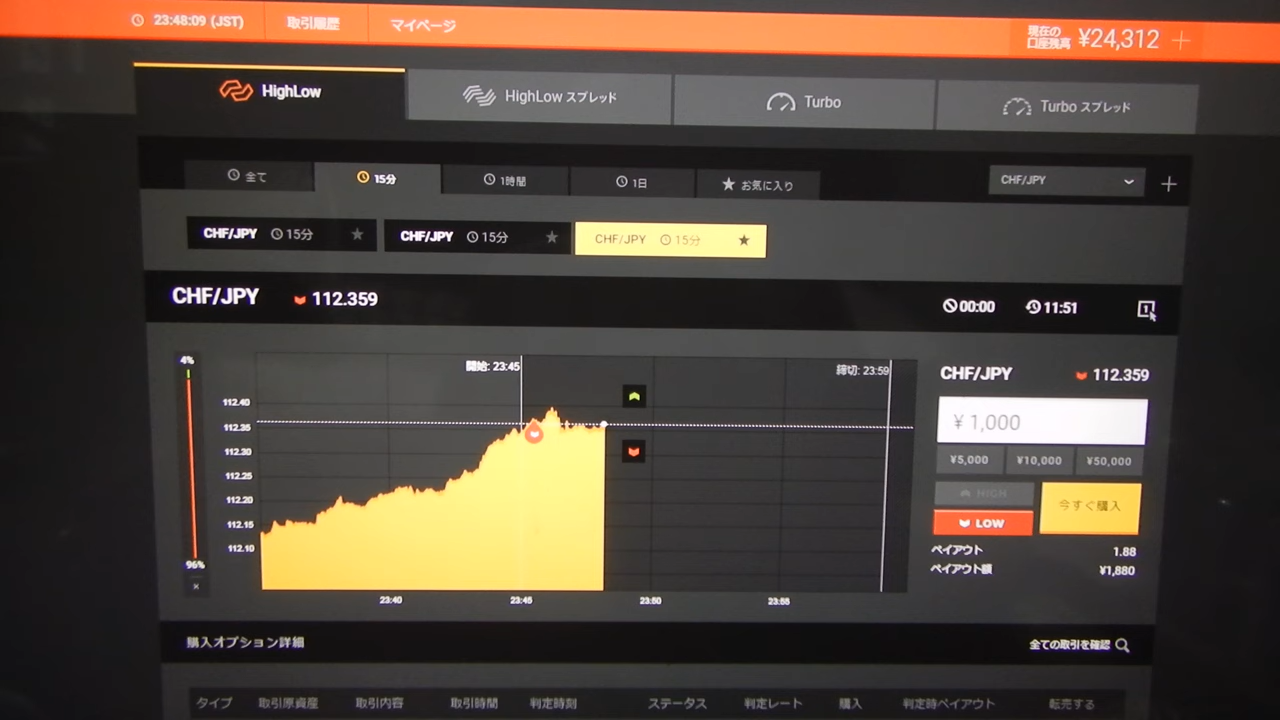 23:48:09 (JST) 取引履歴 マイページ 現在の口座残高 ¥24,312
HighLow HighLow スプレッド Turbo Turbo スプレッド
全て 15分 1時間 1日 お気に入り CHF/JPY
CHF/JPY 15分 CHF/JPY 15分 CHF/JPY 15分
CHF/JPY 112.359 00:00 11:51 1
4% 開始: 23:45 締切: 23:59
CHF/JPY 112.359
112.40
112.35
112.30
112.25
112.20
112.15
112.10
96%
23:40 23:45 23:50 23:55
¥ 1,000
¥5,000 ¥10,000 ¥50,000
HIGH
LOW
今すぐ購入
ペイアウト 1.88
ペイアウト額 ¥1,880
購入オプション詳細 全ての取引を確認
タイプ 取引原資産 取引内容 取引時間 判定時刻 ステータス 判定レート 購入 判定時ペイアウト 転売する